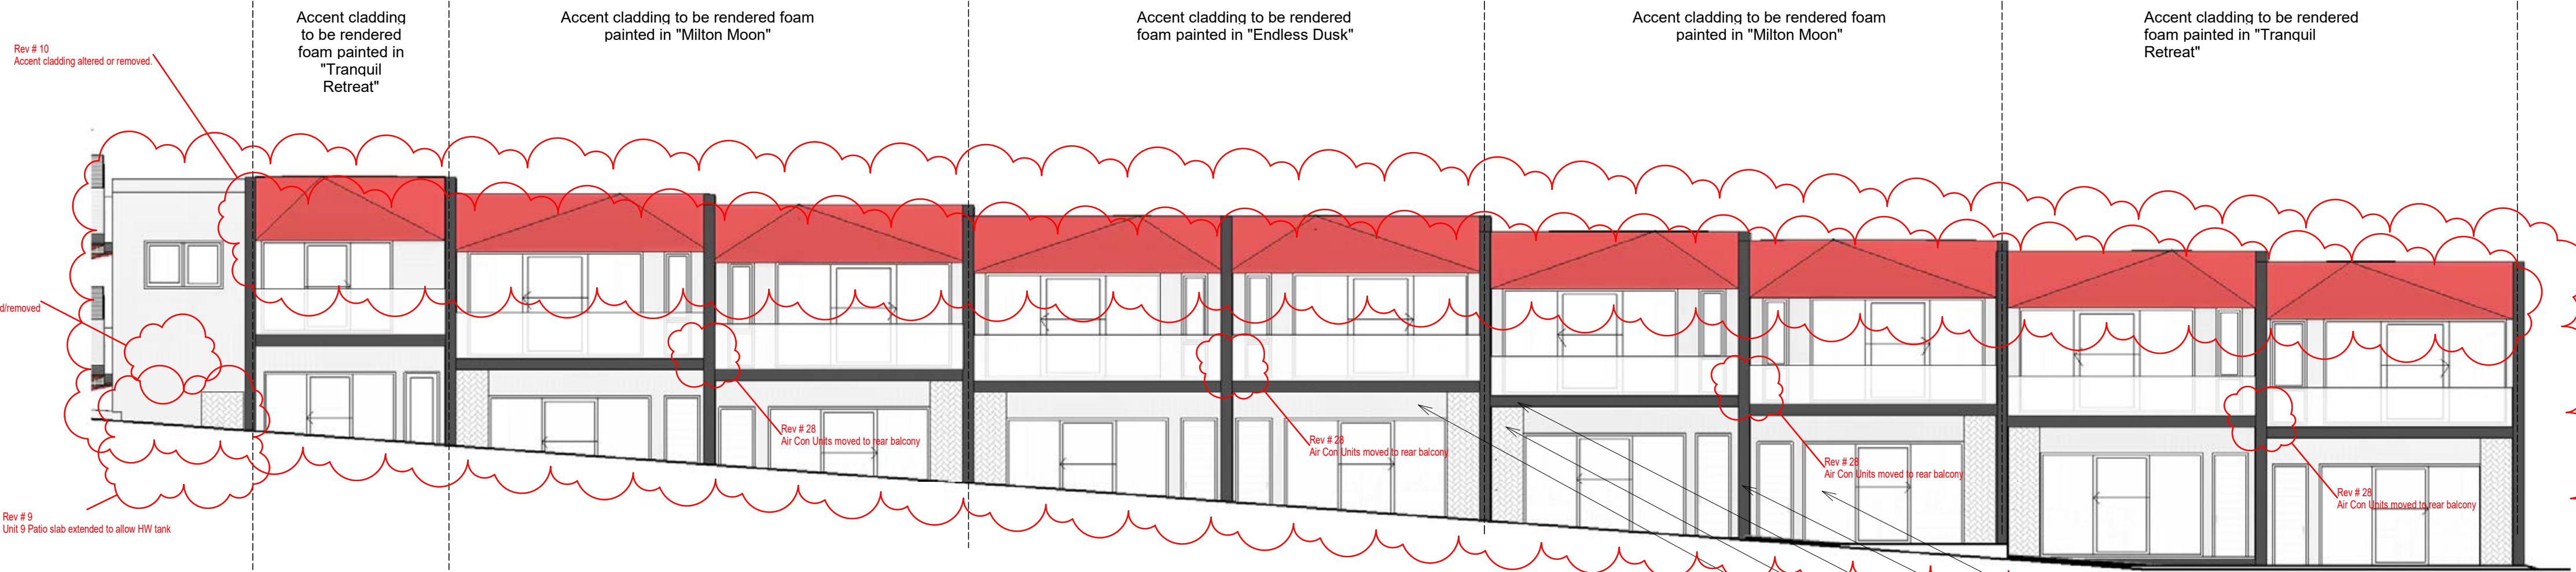 Accent cladding
to be rendered
foam painted in
"Tranquil
Retreat"
Accent cladding to be rendered foam
painted in "Milton Moon"
Accent cladding to be rendered
foam painted in "Endless Dusk"
Accent cladding to be rendered foam
painted in "Milton Moon"
Accent cladding to be rendered
foam painted in "Tranquil
Retreat"
Rev # 10
Accent cladding altered or removed.
d/removed
Rev # 28
Air Con Units moved to rear balcony
Rev # 28
Air Con Units moved to rear balcony
Rev # 28
Air Con Units moved to rear balcony
Rev # 28
Air Con Units moved to rear balcony
Rev # 9
Unit 9 Patio slab extended to allow HW tank